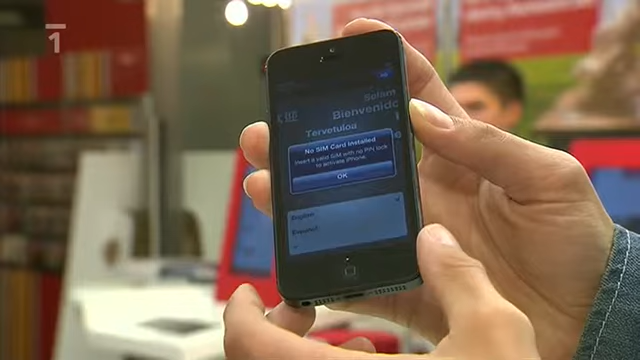 1
Selam
Bienvenido
Tervetuloa
No SIM Card Installed
Insert a valid SIM with no PIN lock
to activate iPhone.
OK
English
Español